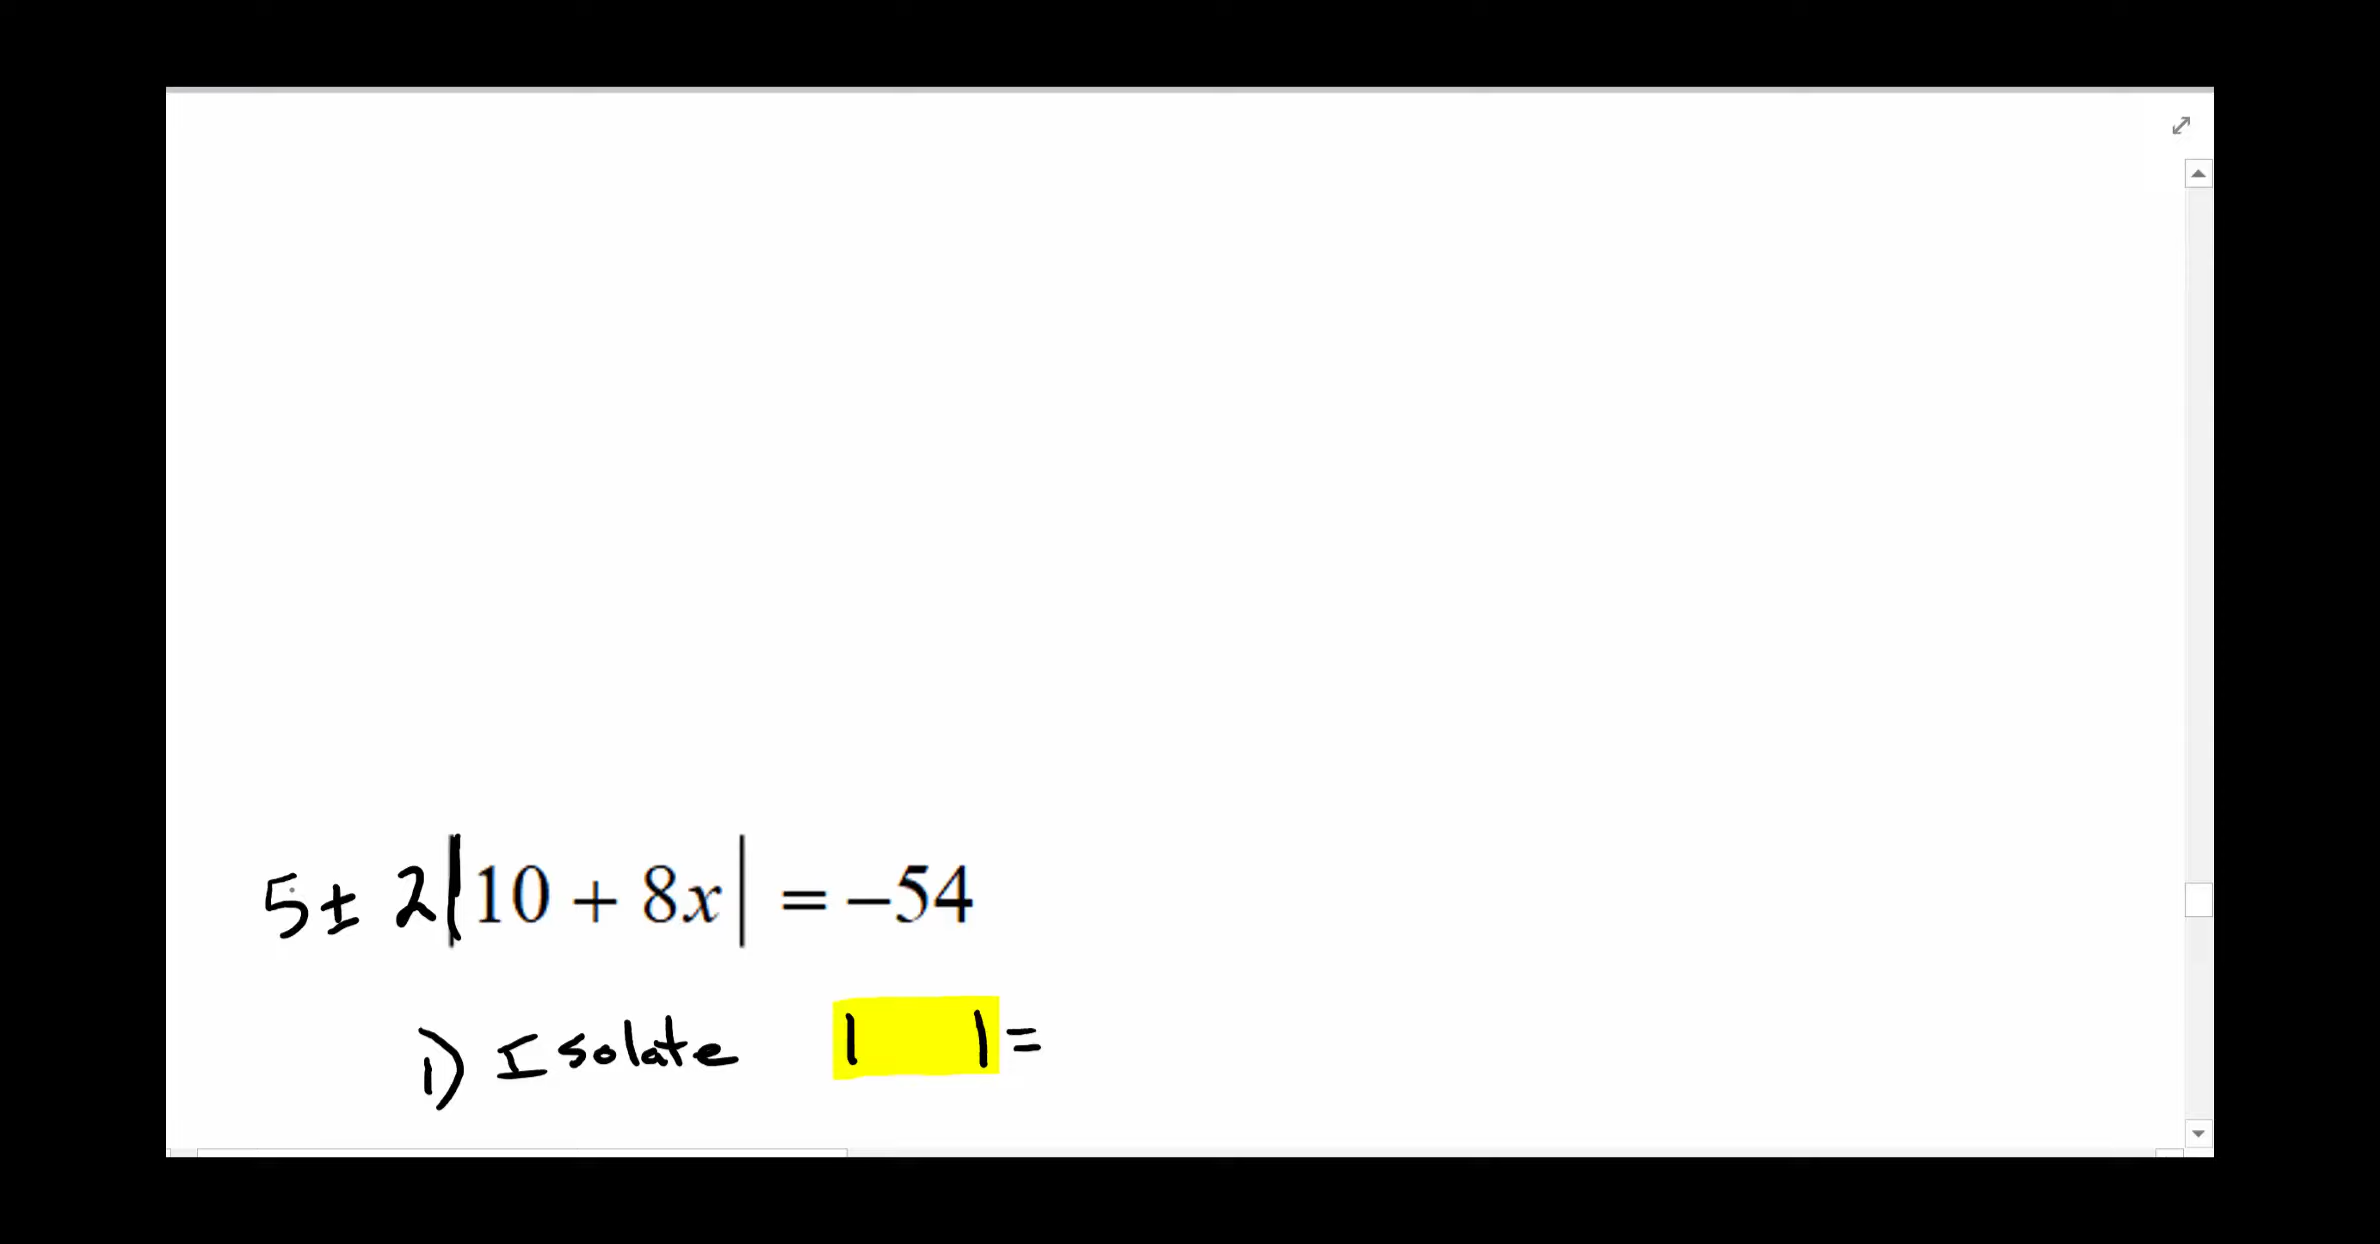 5 ± 2|10 + 8x| = −54
1) Isolate | | =